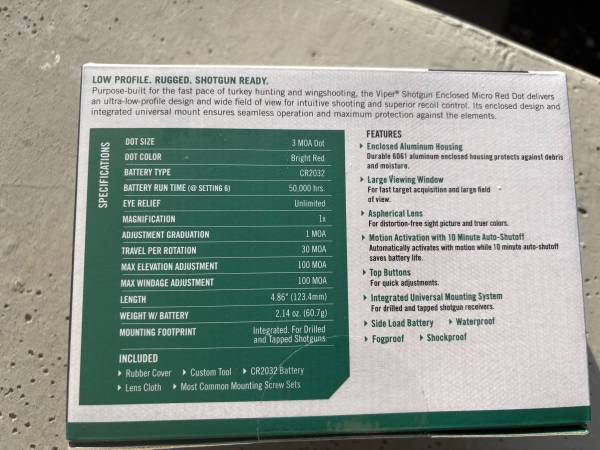 LOW PROFILE. RUGGED. SHOTGUN READY.
Purpose-built for the fast pace of turkey hunting and wingshooting, the Viper® Shotgun Enclosed Micro Red Dot delivers
an ultra-low-profile design and wide field of view for intuitive shooting and superior recoil control. Its enclosed design and
integrated universal mount ensures seamless operation and maximum protection against the elements.
SPECIFICATIONS
DOT SIZE 3 MOA Dot
DOT COLOR Bright Red
BATTERY TYPE CR2032
BATTERY RUN TIME (@ SETTING 6) 50,000 hrs.
EYE RELIEF Unlimited
MAGNIFICATION 1x
ADJUSTMENT GRADUATION 1 MOA
TRAVEL PER ROTATION 30 MOA
MAX ELEVATION ADJUSTMENT 100 MOA
MAX WINDAGE ADJUSTMENT 100 MOA
LENGTH 4.86" (123.4mm)
WEIGHT W/ BATTERY 2.14 oz. (60.7g)
MOUNTING FOOTPRINT Integrated. For Drilled
and Tapped Shotguns
INCLUDED
Rubber Cover Custom Tool CR2032 Battery
Lens Cloth Most Common Mounting Screw Sets
FEATURES
Enclosed Aluminum Housing
Durable 6061 aluminum enclosed housing protects against debris
and moisture.
Large Viewing Window
For fast target acquisition and large field
of view.
Aspherical Lens
For distortion-free sight picture and truer colors.
Motion Activation with 10 Minute Auto-Shutoff
Automatically activates with motion while 10 minute auto-shutoff
saves battery life.
Top Buttons
For quick adjustments.
Integrated Universal Mounting System
For drilled and tapped shotgun receivers.
Side Load Battery Waterproof
Fogproof Shockproof